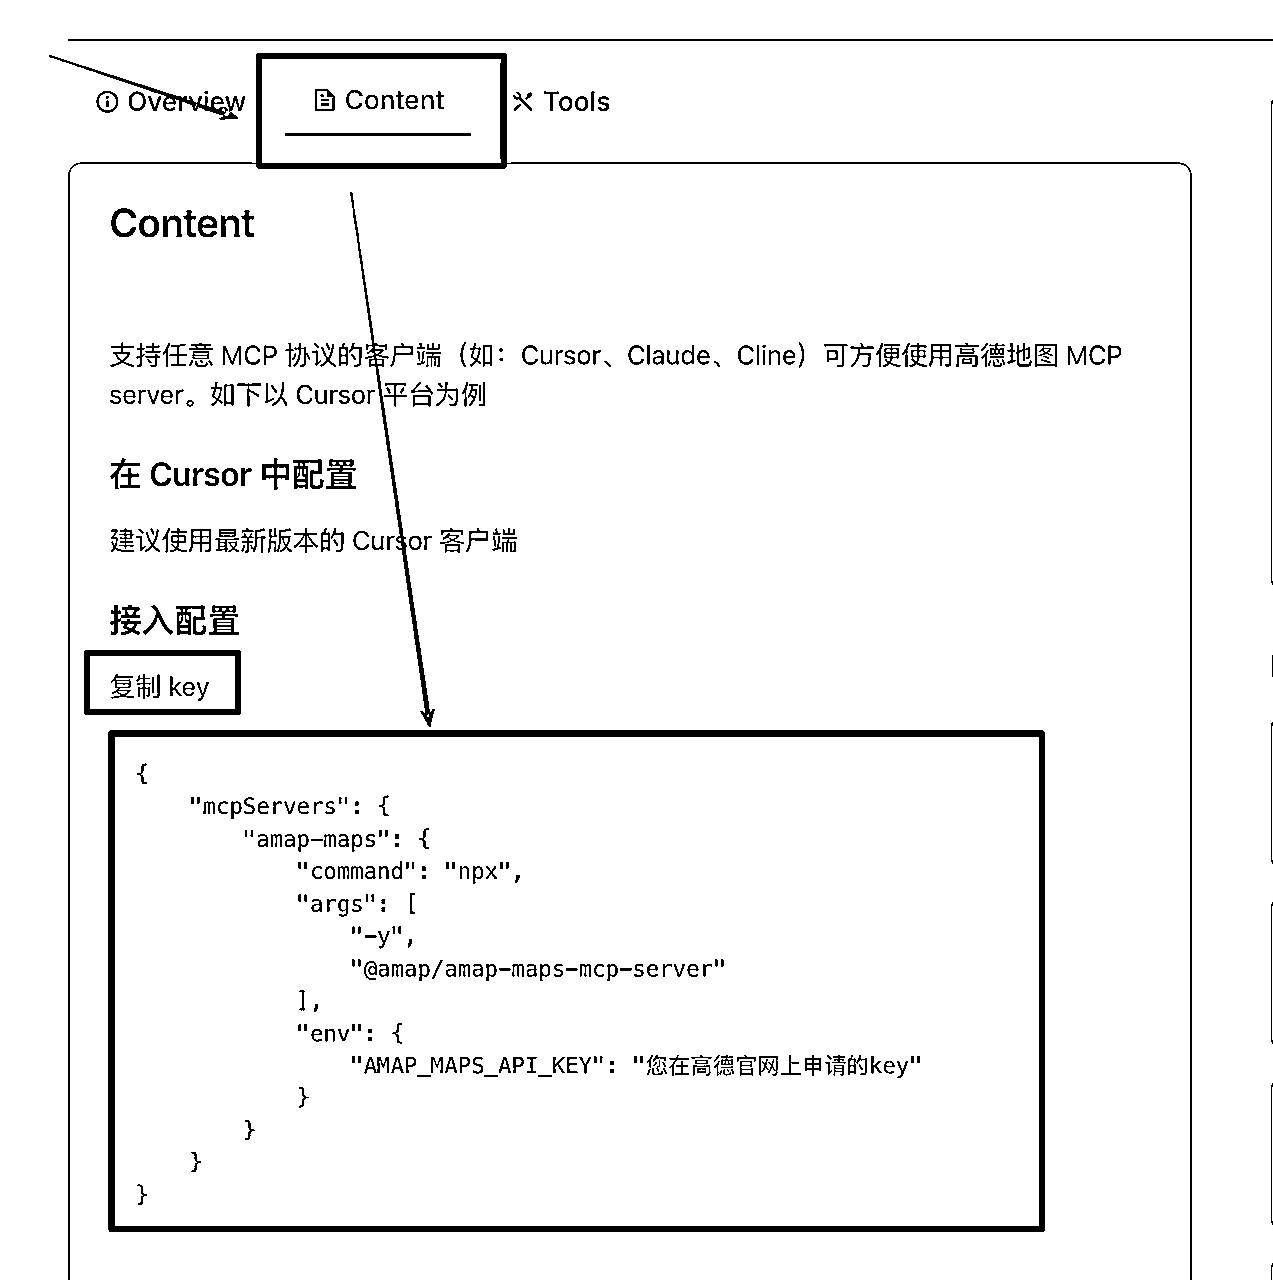 Overview Content Tools
Content
支持任意 MCP 协议的客户端（如：Cursor、Claude、Cline）可方便使用高德地图 MCP
server。如下以 Cursor 平台为例
在 Cursor 中配置
建议使用最新版本的 Cursor 客户端
接入配置
复制 key
{
    "mcpServers": {
        "amap-maps": {
            "command": "npx",
            "args": [
                "-y",
                "@amap/amap-maps-mcp-server"
            ],
            "env": {
                "AMAP_MAPS_API_KEY": "您在高德官网上申请的key"
            }
        }
    }
}